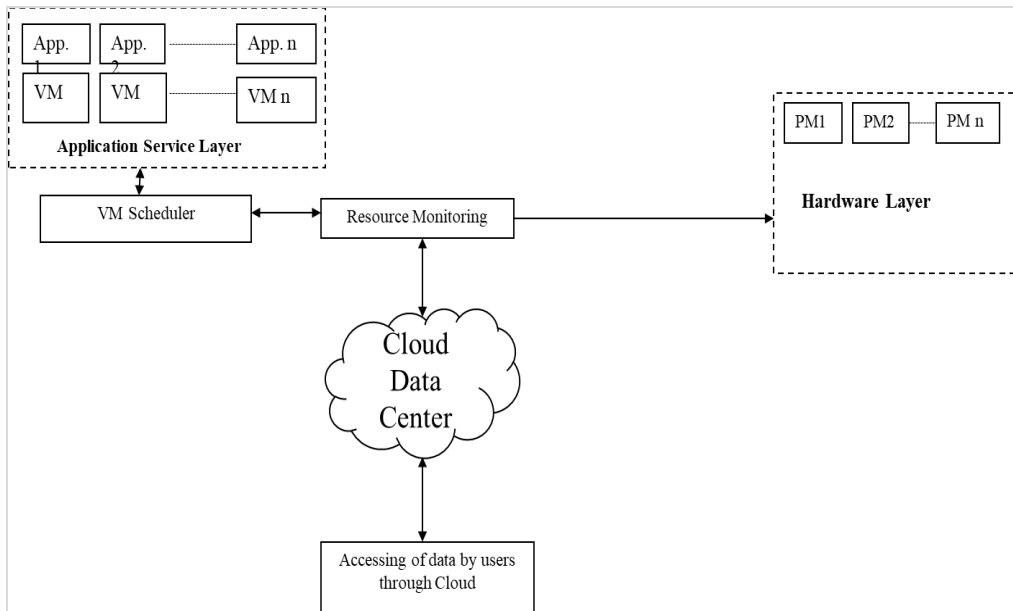 App. 1
App. 2
App. n
VM
VM
VM n
Application Service Layer
VM Scheduler
Resource Monitoring
PM1
PM2
PM n
Hardware Layer
Cloud
Data
Center
Accessing of data by users
through Cloud